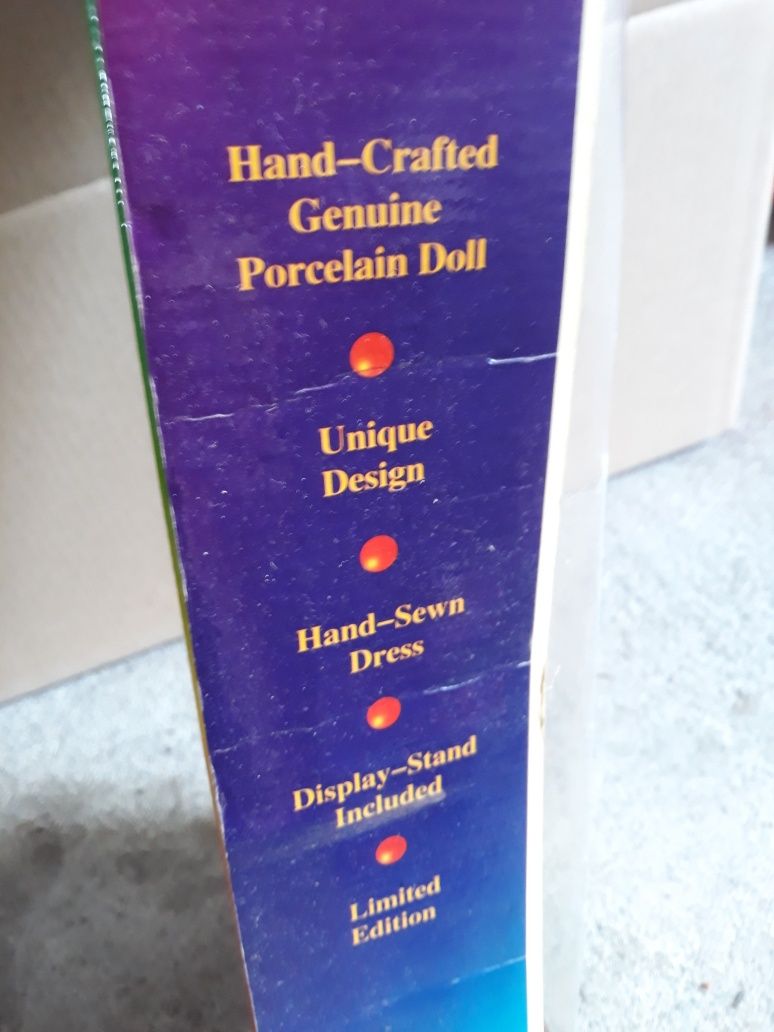 Hand–Crafted
Genuine
Porcelain Doll
Unique
Design
Hand–Sewn
Dress
Display–Stand
Included
Limited
Edition